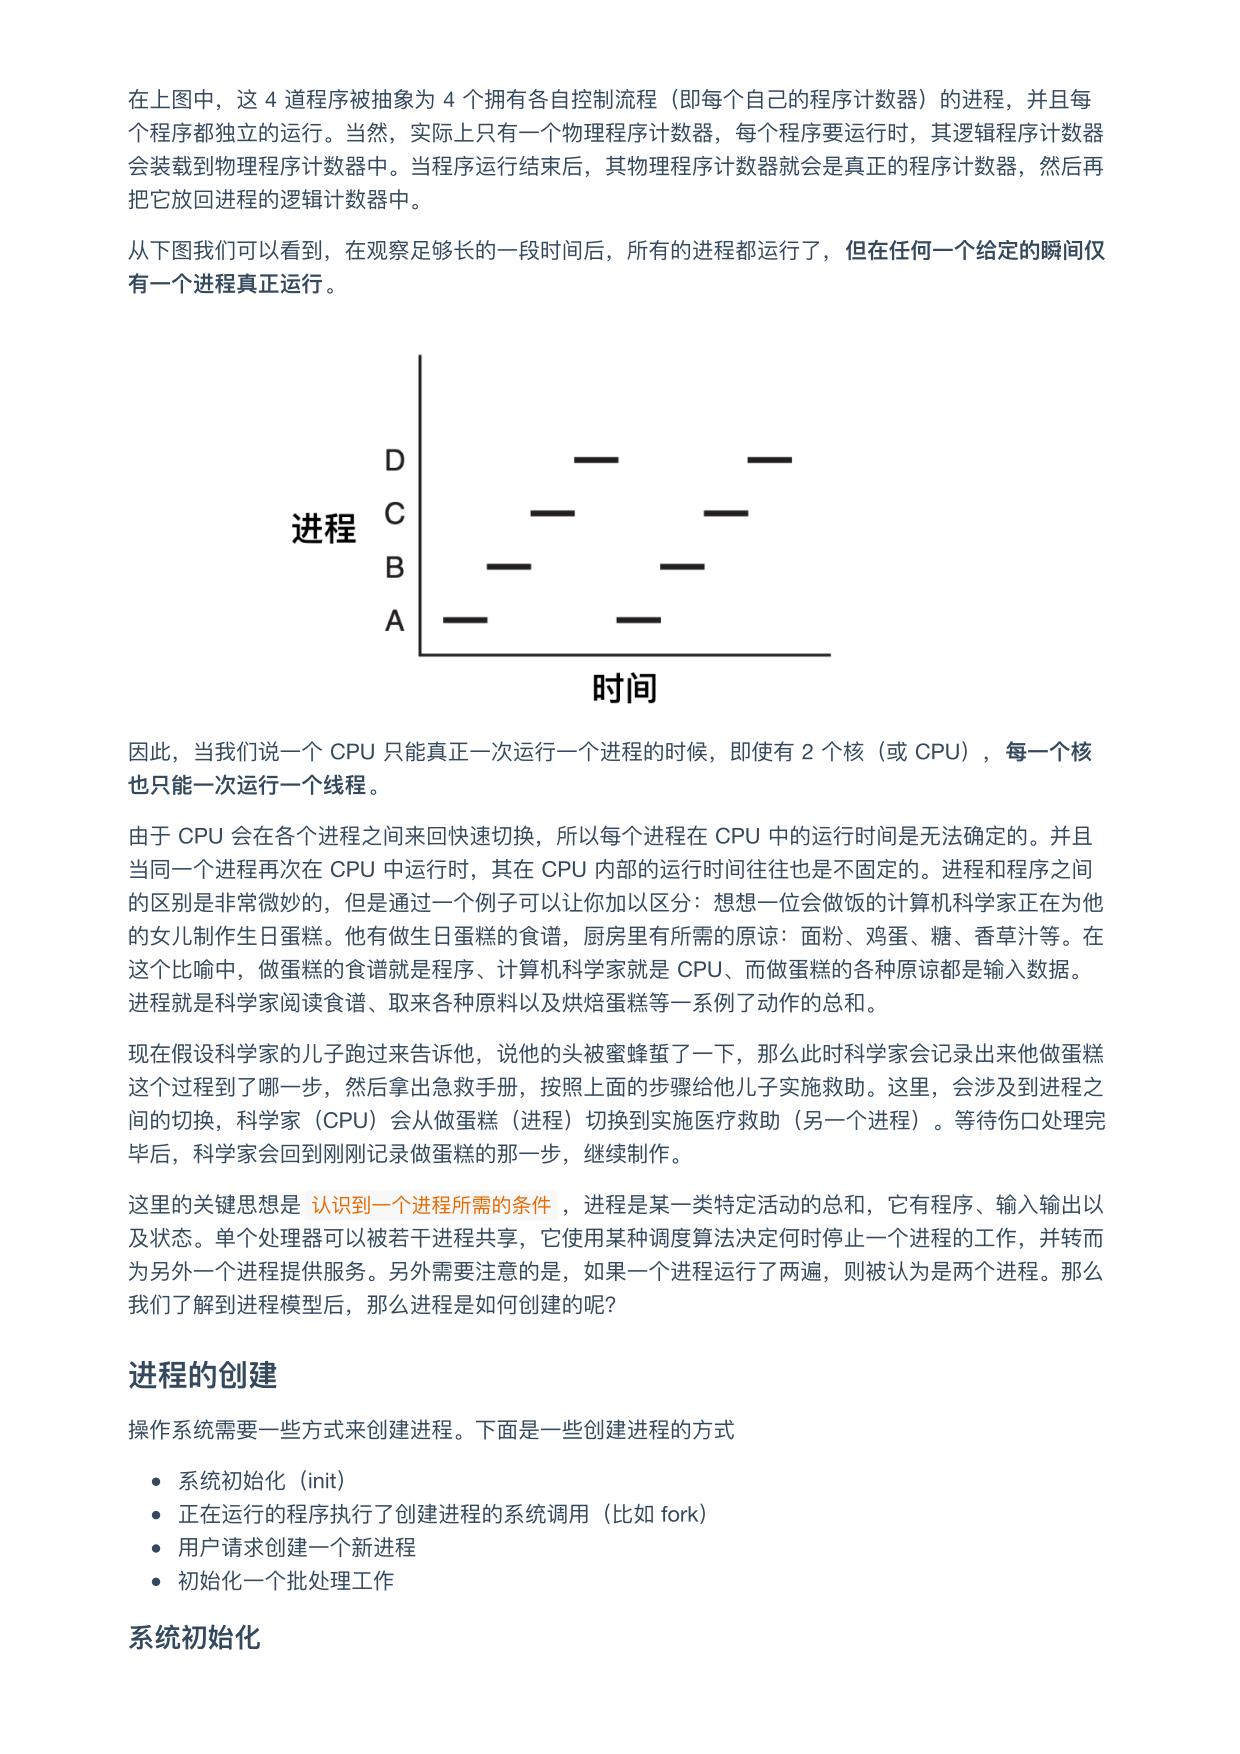 在上图中，这 4 道程序被抽象为 4 个拥有各自控制流程（即每个自己的程序计数器）的进程，并且每
个程序都独立的运行。当然，实际上只有一个物理程序计数器，每个程序要运行时，其逻辑程序计数器
会装载到物理程序计数器中。当程序运行结束后，其物理程序计数器就会是真正的程序计数器，然后再
把它放回进程的逻辑计数器中。
从下图我们可以看到，在观察足够长的一段时间后，所有的进程都运行了，但在任何一个给定的瞬间仅
有一个进程真正运行。
D
C
进程
B
A
时间
因此，当我们说一个 CPU 只能真正一次运行一个进程的时候，即使有 2 个核（或 CPU），每一个核
也只能一次运行一个线程。
由于 CPU 会在各个进程之间来回快速切换，所以每个进程在 CPU 中的运行时间是无法确定的。并且
当同一个进程再次在 CPU 中运行时，其在 CPU 内部的运行时间往往也是不固定的。进程和程序之间
的区别是非常微妙的，但是通过一个例子可以让你加以区分：想想一位会做饭的计算机科学家正在为他
的女儿制作生日蛋糕。他有做生日蛋糕的食谱，厨房里有所需的原谅：面粉、鸡蛋、糖、香草汁等。在
这个比喻中，做蛋糕的食谱就是程序、计算机科学家就是 CPU、而做蛋糕的各种原谅都是输入数据。
进程就是科学家阅读食谱、取来各种原料以及烘焙蛋糕等一系例了动作的总和。
现在假设科学家的儿子跑过来告诉他，说他的头被蜜蜂蜇了一下，那么此时科学家会记录出来他做蛋糕
这个过程到了哪一步，然后拿出急救手册，按照上面的步骤给他儿子实施救助。这里，会涉及到进程之
间的切换，科学家（CPU）会从做蛋糕（进程）切换到实施医疗救助（另一个进程）。等待伤口处理完
毕后，科学家会回到刚刚记录做蛋糕的那一步，继续制作。
这里的关键思想是 认识到一个进程所需的条件 ，进程是某一类特定活动的总和，它有程序、输入输出以
及状态。单个处理器可以被若干进程共享，它使用某种调度算法决定何时停止一个进程的工作，并转而
为另外一个进程提供服务。另外需要注意的是，如果一个进程运行了两遍，则被认为是两个进程。那么
我们了解到进程模型后，那么进程是如何创建的呢？
进程的创建
操作系统需要一些方式来创建进程。下面是一些创建进程的方式
• 系统初始化（init）
• 正在运行的程序执行了创建进程的系统调用（比如 fork）
• 用户请求创建一个新进程
• 初始化一个批处理工作
系统初始化